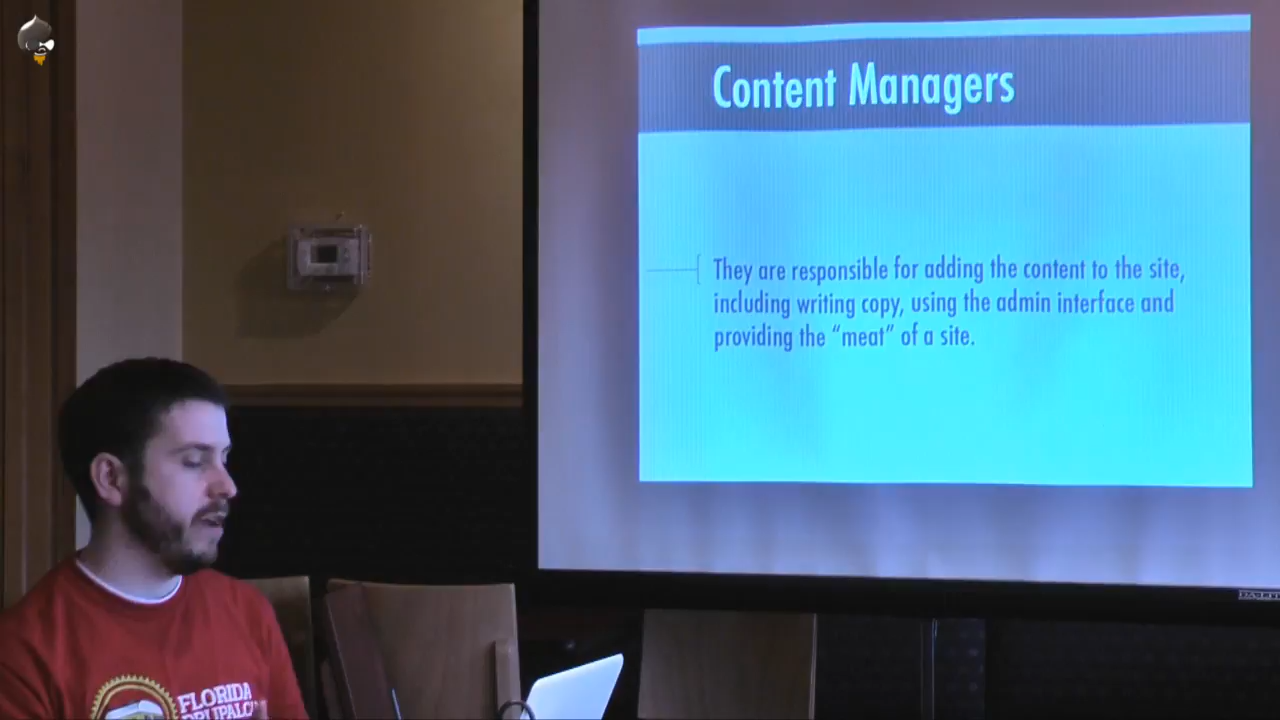 Content Managers
They are responsible for adding the content to the site,
including writing copy, using the admin interface and
providing the “meat” of a site.
FLORIDA